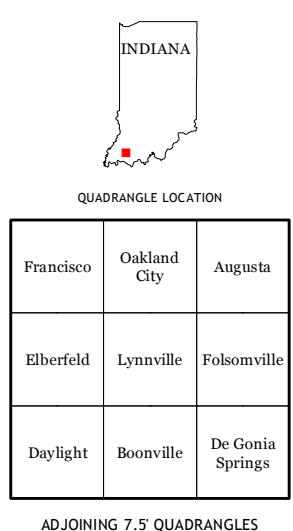 INDIANA
QUADRANGLE LOCATION
Francisco
Oakland
City
Augusta
Elberfeld
Lynnville
Folsomville
Daylight
Boonville
De Gonia
Springs
ADJOINING 7.5' QUADRANGLES